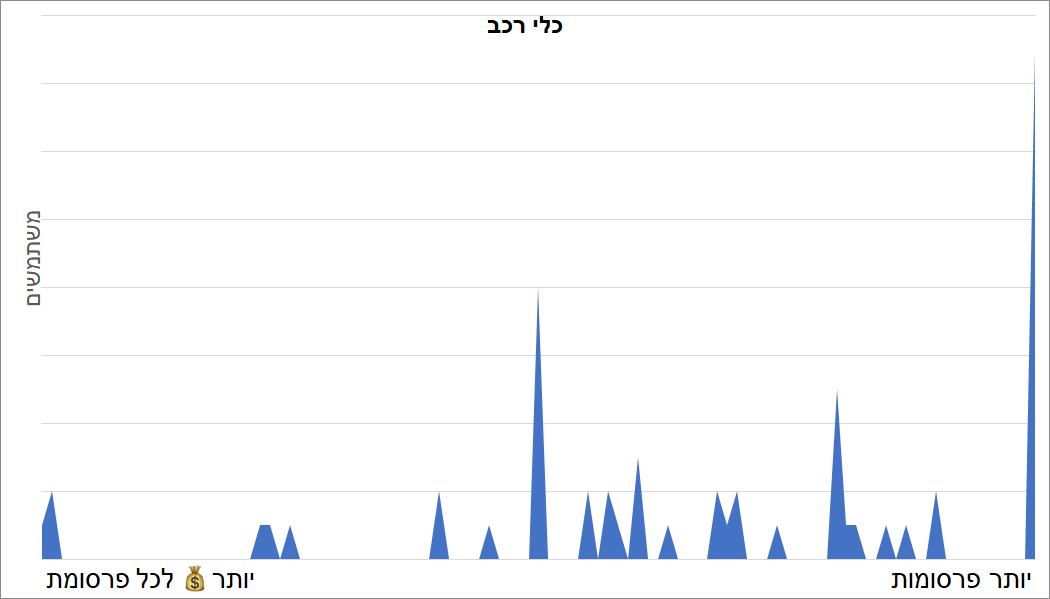 כלי רכב
משתמשים
יותר פרסומות
יותר 💰 לכל פרסומת